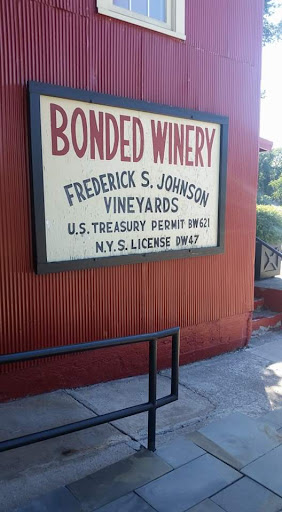 BONDED WINERY
FREDERICK S. JOHNSON
VINEYARDS
U.S. TREASURY PERMIT BW621
N.Y.S. LICENSE DW47